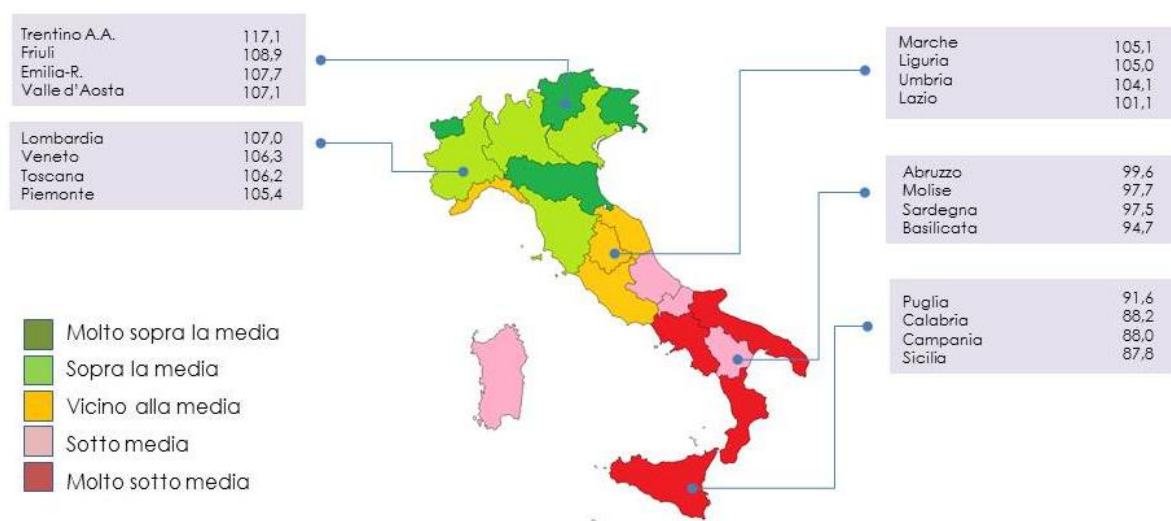 Trentino A.A. 117,1
Friuli 108,9
Emilia-R. 107,7
Valle d'Aosta 107,1
Lombardia 107,0
Veneto 106,3
Toscana 106,2
Piemonte 105,4
Marche 105,1
Liguria 105,0
Umbria 104,1
Lazio 101,1
Abruzzo 99,6
Molise 97,7
Sardegna 97,5
Basilicata 94,7
Puglia 91,6
Calabria 88,2
Campania 88,0
Sicilia 87,8
Molto sopra la media
Sopra la media
Vicino alla media
Sotto media
Molto sotto media